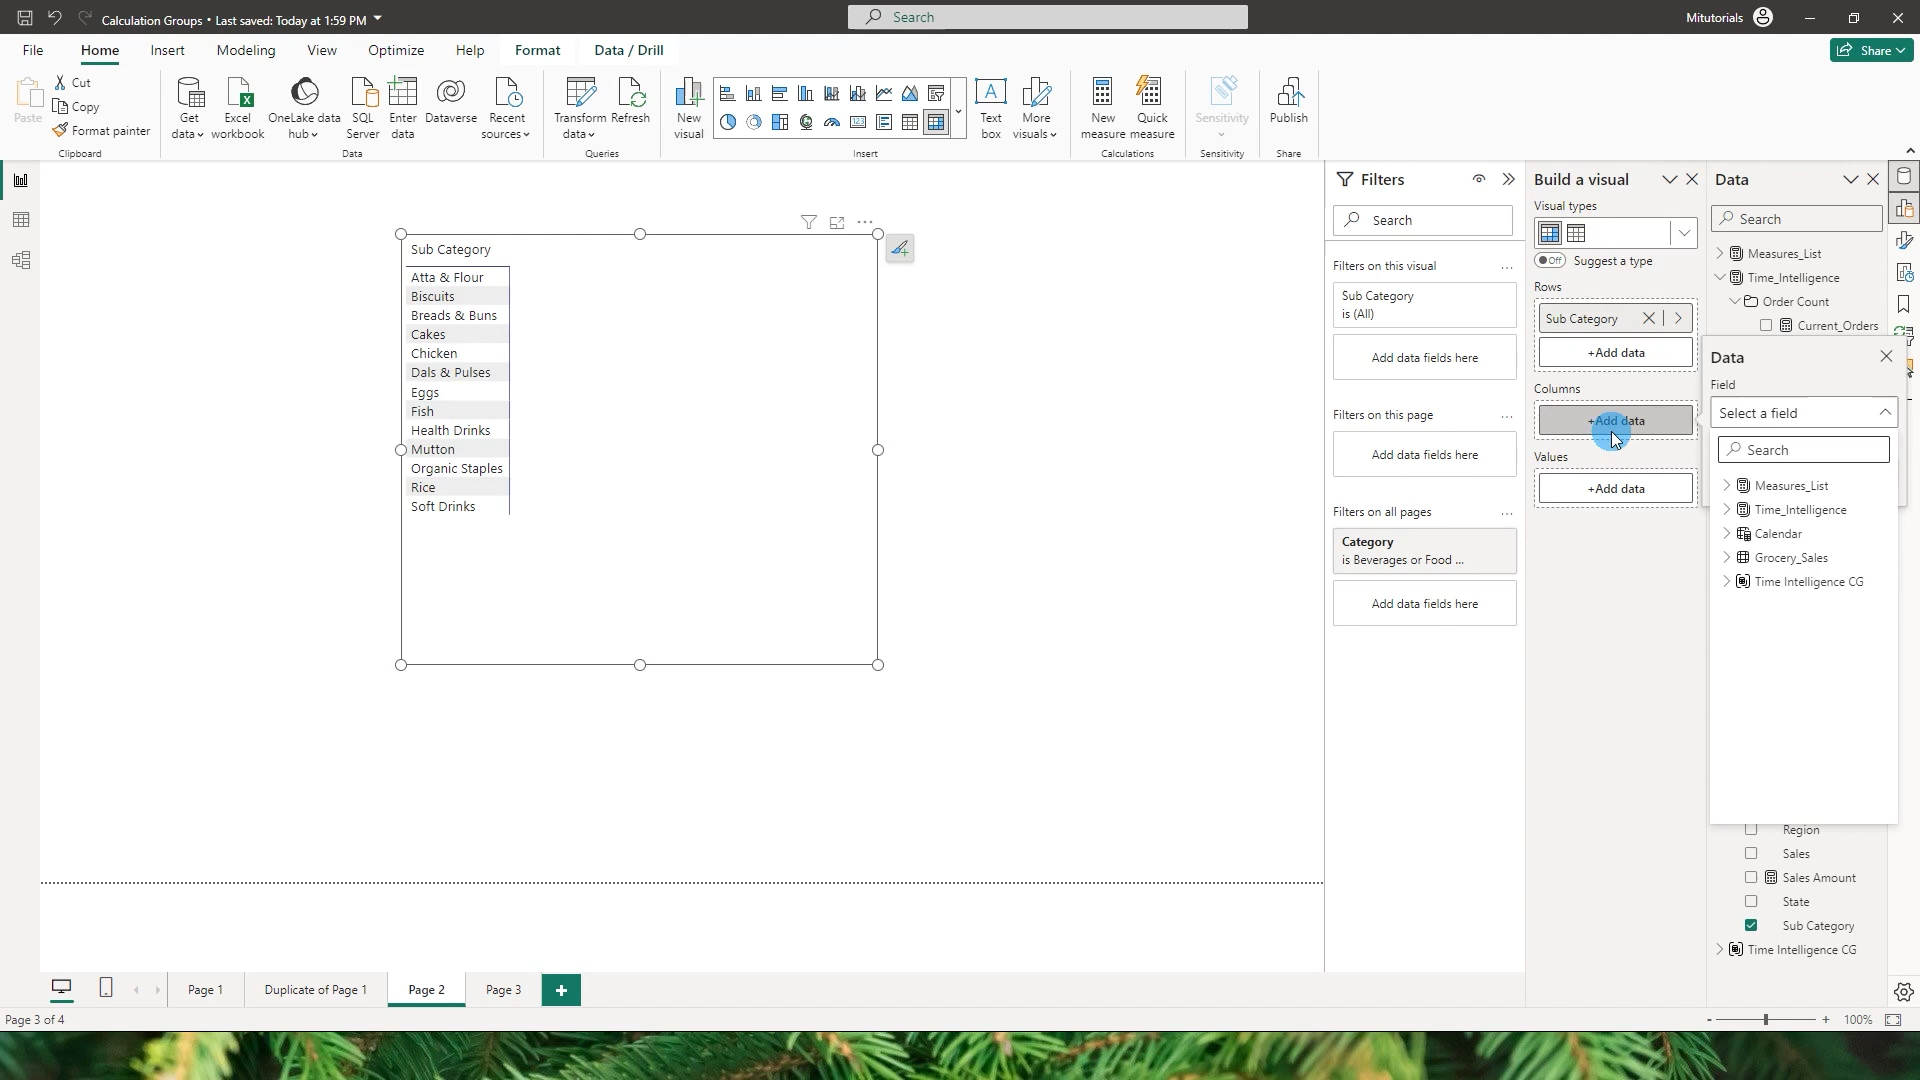 Calculation Groups • Last saved: Today at 1:59 PM
Search
Mitutorials
File
Home
Insert
Modeling
View
Optimize
Help
Format
Data / Drill
Share
Paste
Cut
Copy
Format painter
Clipboard
Get
data
Excel
workbook
OneLake data
hub
SQL
Server
Enter
data
Dataverse
Recent
sources
Data
Transform
data
Refresh
Queries
New
visual
Text
box
More
visuals
Insert
New
measure
Quick
measure
Calculations
Sensitivity
Sensitivity
Publish
Share
Sub Category
Atta & Flour
Biscuits
Breads & Buns
Cakes
Chicken
Dals & Pulses
Eggs
Fish
Health Drinks
Mutton
Organic Staples
Rice
Soft Drinks
Filters
Search
Filters on this visual
Sub Category
is (All)
Add data fields here
Filters on this page
Add data fields here
Filters on all pages
Category
is Beverages or Food ...
Add data fields here
Build a visual
Visual types
Off
Suggest a type
Rows
Sub Category
+Add data
Columns
+Add data
Values
+Add data
Data
Search
Measures_List
Time_Intelligence
Order Count
Current_Orders
Data
Field
Select a field
Search
Measures_List
Time_Intelligence
Calendar
Grocery_Sales
Time Intelligence CG
Region
Sales
Sales Amount
State
Sub Category
Time Intelligence CG
Page 1
Duplicate of Page 1
Page 2
Page 3
+
Page 3 of 4
- + 100%